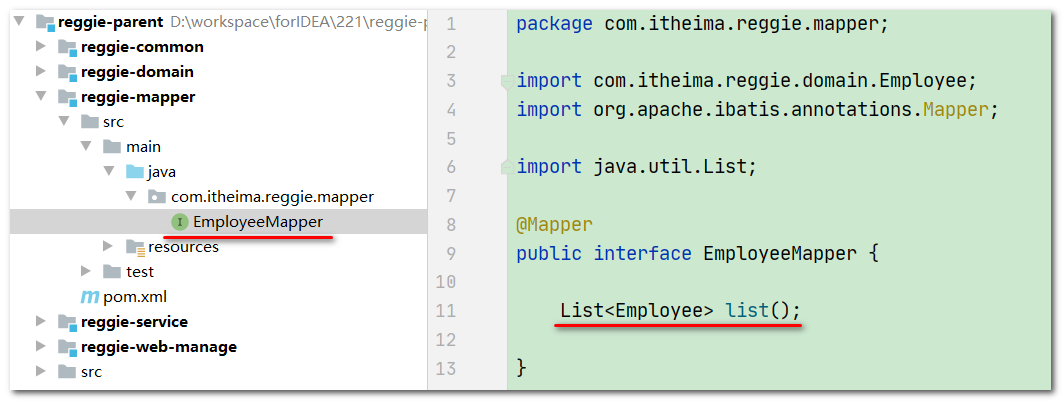 reggie-parent D:\workspace\forIDEA\221\reggie-p
reggie-common
reggie-domain
reggie-mapper
src
main
java
com.itheima.reggie.mapper
I EmployeeMapper
resources
test
m pom.xml
reggie-service
reggie-web-manage
src
1 package com.itheima.reggie.mapper;
2
3 import com.itheima.reggie.domain.Employee;
4 import org.apache.ibatis.annotations.Mapper;
5
6 import java.util.List;
7
8 @Mapper
9 public interface EmployeeMapper {
10
11 List<Employee> list();
12
13 }